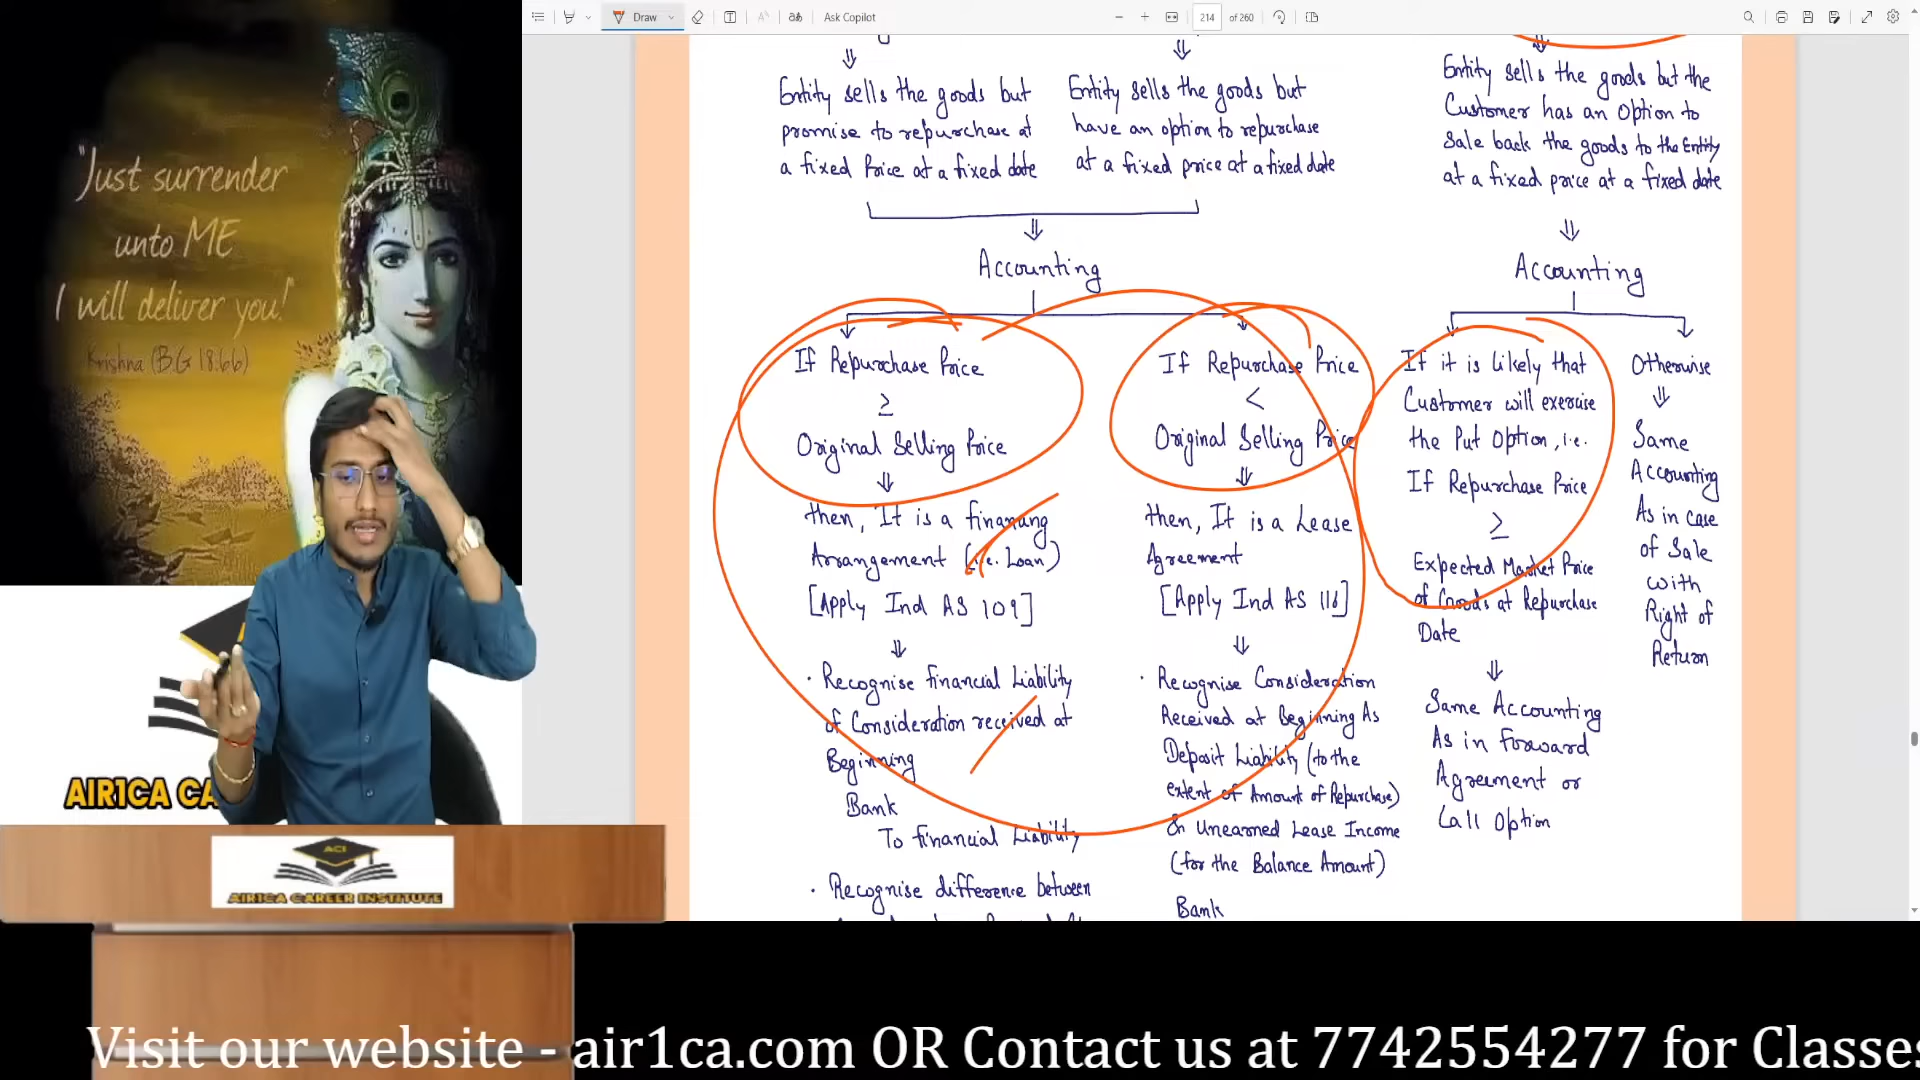 Draw
Ask Copilot
214 of 260
"Just surrender
unto ME
I will deliver you!"
Krishna (B.G 18.66)
Entity sells the goods but
promise to repurchase at
a fixed Price at a fixed date
Entity sells the goods but
have an option to repurchase
at a fixed price at a fixed date
Entity sells the goods but the
Customer has an Option to
Sale back the goods to the Entity
at a fixed price at a fixed date
Accounting
Accounting
If Repurchase Price
≥
Original Selling Price
then, It is a financing
Arrangement (i.e. Loan)
[Apply Ind AS 109]
• Recognise financial Liability
of Consideration received at
Beginning
Bank
To financial Liability
• Recognise difference between
If Repurchase Price
<
Original Selling Price
then, It is a Lease
Agreement
[Apply Ind AS 116]
• Recognise Consideration
Received at Beginning As
Deposit Liability (to the
extent of Amount of Repurchase)
& Unearned Lease Income
(for the Balance Amount)
Bank
If it is likely that
Customer will exercise
the Put Option, i.e.
If Repurchase Price
≥
Expected Market Price
of Goods at Repurchase
Date
Same Accounting
As in Forward
Agreement or
Call Option
Otherwise
Same
Accounting
As in case
of Sale
with
Right of
Return
AIR1CA CA
ACI
AIR1CA CAREER INSTITUTE
Visit our website - air1ca.com OR Contact us at 7742554277 for Classes